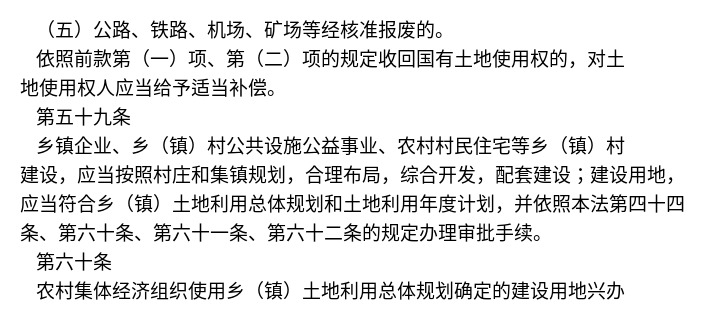 （五）公路、铁路、机场、矿场等经核准报废的。
依照前款第（一）项、第（二）项的规定收回国有土地使用权的，对土
地使用权人应当给予适当补偿。
第五十九条
乡镇企业、乡（镇）村公共设施公益事业、农村村民住宅等乡（镇）村
建设，应当按照村庄和集镇规划，合理布局，综合开发，配套建设；建设用地，
应当符合乡（镇）土地利用总体规划和土地利用年度计划，并依照本法第四十四
条、第六十条、第六十一条、第六十二条的规定办理审批手续。
第六十条
农村集体经济组织使用乡（镇）土地利用总体规划确定的建设用地兴办